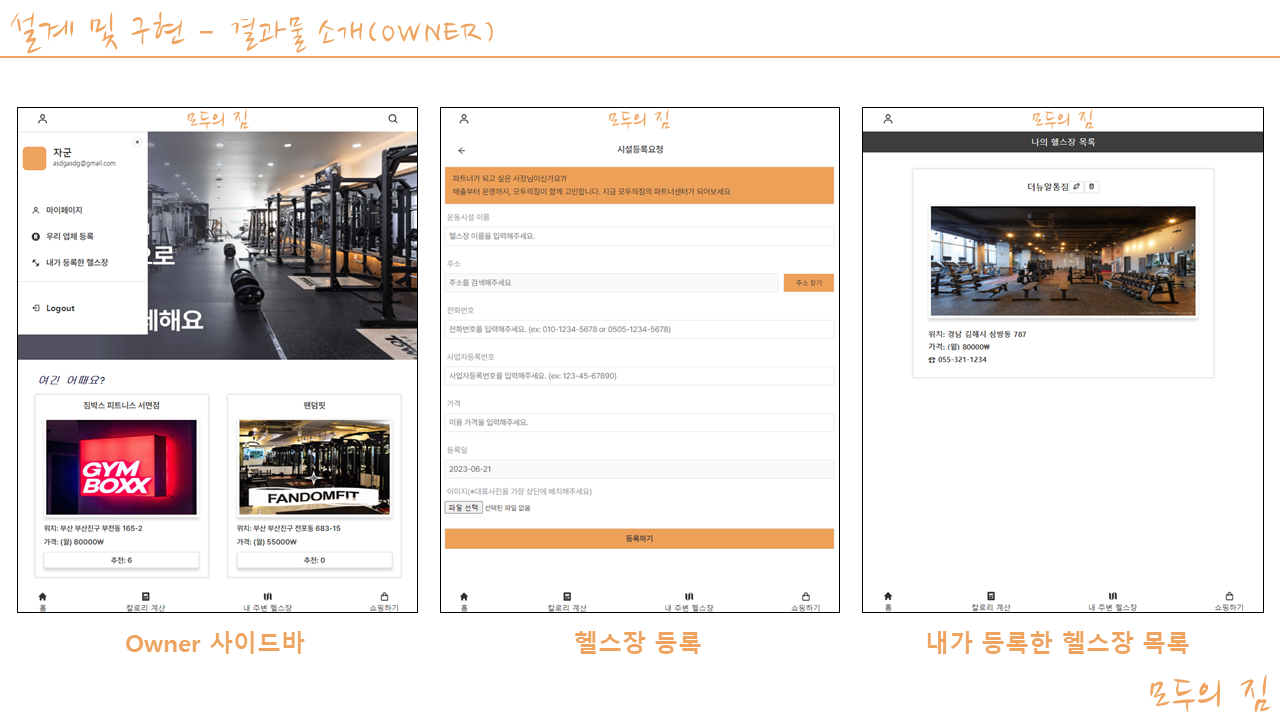 설계 및 구현 - 결과물 소개(OWNER)
모두의 짐
자군
asdgasdg@gmail.com
마이페이지
우리 업체 등록
내가 등록한 헬스장
Logout
으로
해요
여긴 어때요?
짐박스 피트니스 서면점
GYM
BOXX
위치: 부산 부산진구 부전동 165-2
가격: (월) 80000₩
추천: 6
팬덤핏
FANDOMFIT
위치: 부산 부산진구 전포동 683-15
가격: (월) 55000₩
추천: 0
홈
칼로리 계산
내 주변 헬스장
쇼핑하기
Owner 사이드바
모두의 짐
시설등록요청
파트너가 되고 싶은 사장님이신가요?!
매출부터 운영까지, 모두의짐이 함께 고민합니다. 지금 모두의짐의 파트너센터가 되어보세요
운동시설 이름
헬스장 이름을 입력해주세요.
주소
주소를 검색해주세요
주소 찾기
전화번호
전화번호를 입력해주세요. (ex: 010-1234-5678 or 0505-1234-5678)
사업자등록번호
사업자등록번호를 입력해주세요. (ex: 123-45-67890)
가격
이용 가격을 입력해주세요.
등록일
2023-06-21
이미지(※대표사진을 가장 상단에 배치해주세요)
파일 선택 선택된 파일 없음
등록하기
홈
칼로리 계산
내 주변 헬스장
쇼핑하기
헬스장 등록
모두의 짐
나의 헬스장 목록
더뉴알통짐
위치: 경남 김해시 삼방동 787
가격: (월) 80000₩
☎ 055-321-1234
홈
칼로리 계산
내 주변 헬스장
쇼핑하기
내가 등록한 헬스장 목록
모두의 짐